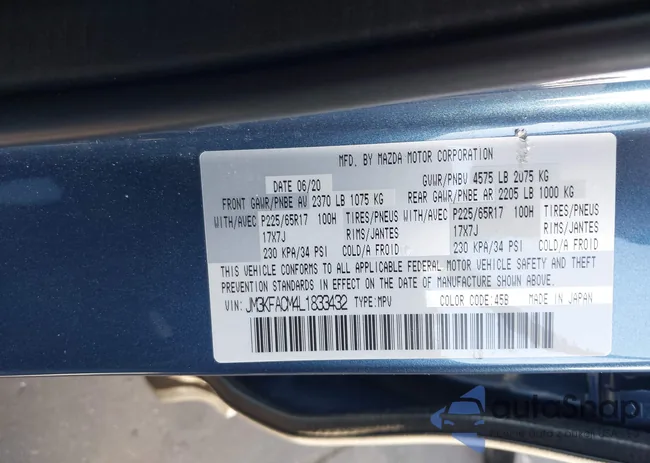 MFD. BY MAZDA MOTOR CORPORATION
DATE 06/20 GVWR/PNBV 4575 LB 2075 KG
FRONT GAWR/PNBE AV 2370 LB 1075 KG REAR GAWR/PNBE AR 2205 LB 1000 KG
WITH/AVEC P225/65R17 100H TIRES/PNEUS WITH/AVEC P225/65R17 100H TIRES/PNEUS
17X7J RIMS/JANTES 17X7J RIMS/JANTES
230 KPA/34 PSI COLD/A FROID 230 KPA/34 PSI COLD/A FROID
THIS VEHICLE CONFORMS TO ALL APPLICABLE FEDERAL MOTOR VEHICLE SAFETY AND THEFT
PREVENTION STANDARDS IN EFFECT ON THE DATE OF MANUFACTURE SHOWN ABOVE.
VIN: JM3KFACM4L1833432 TYPE:MPV COLOR CODE:45B MADE IN JAPAN
autoSnap